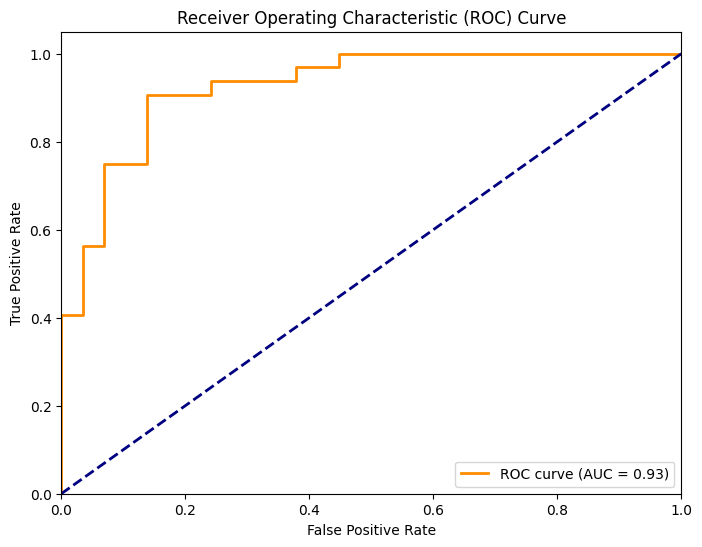 Receiver Operating Characteristic (ROC) Curve
1.0
0.8
0.6
0.4
0.2
0.0
True Positive Rate
ROC curve (AUC = 0.93)
0.0 0.2 0.4 0.6 0.8 1.0
False Positive Rate